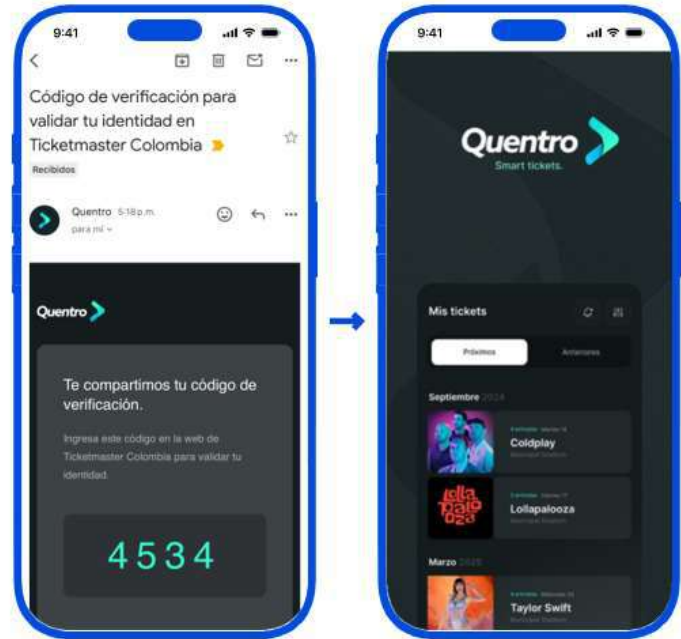 9:41
Código de verificación para
validar tu identidad en
Ticketmaster Colombia
Recibidos
Quentro 5:18 p.m.
para mí
Quentro
Te compartimos tu código de
verificación.
Ingresa este código en la web de
Ticketmaster Colombia para validar tu
identidad.
4534
9:41
Quentro
Smart tickets.
Mis tickets
Próximos
Anteriores
Septiembre 2024
Coldplay
Lolla
palo
oza
Lollapalooza
Marzo 2025
Taylor Swift